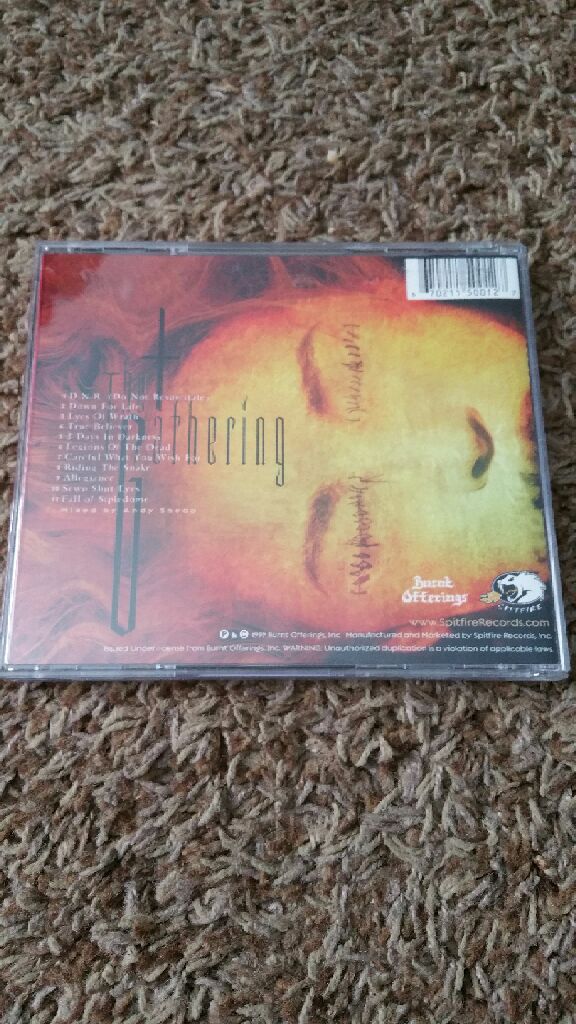 6 70211 50012 7
The Gathering
1 D.N.R. (Do Not Resuscitate)
2 Down For Life
3 Eyes Of Wrath
4 True Believer
5 3 Days In Darkness
6 Legions Of The Dead
7 Careful What You Wish For
8 Riding The Snake
9 Allegiance
10 Sewn Shut Eyes
11 Fall of Sipledome
Mixed by Andy Sneap
Burnt Offerings
SPITFIRE
www.SpitfireRecords.com
℗ & © 1999 Burnt Offerings, Inc. Manufactured and Marketed by Spitfire Records, Inc.
Issued Under license from Burnt Offerings, Inc. WARNING: Unauthorized duplication is a violation of applicable laws.